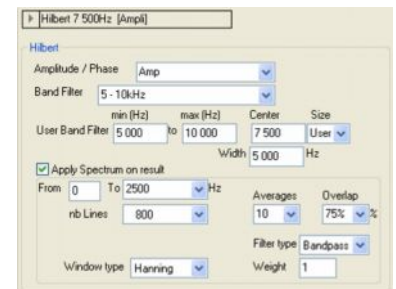 Hilbert 7 500Hz [Ampli]
Hilbert
Amplitude / Phase Amp
Band Filter 5 - 10kHz
min (Hz) max (Hz) Center Size
User Band Filter 5 000 to 10 000 7 500 User
Width 5 000 Hz
Apply Spectrum on result
From 0 To 2500 Hz
Averages Overlap
nb Lines 800 10 75% %
Filter type Bandpass
Window type Hanning Weight 1